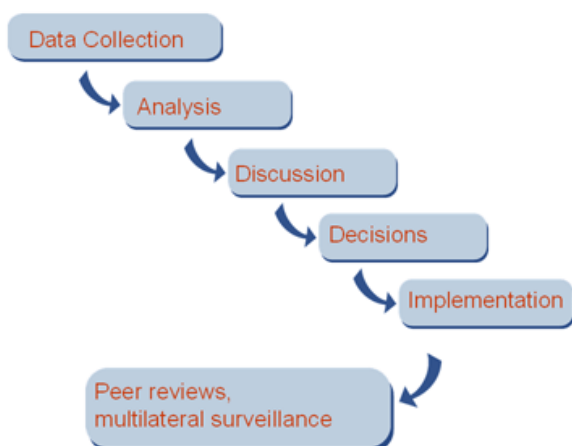 Data Collection
Analysis
Discussion
Decisions
Implementation
Peer reviews,
multilateral surveillance